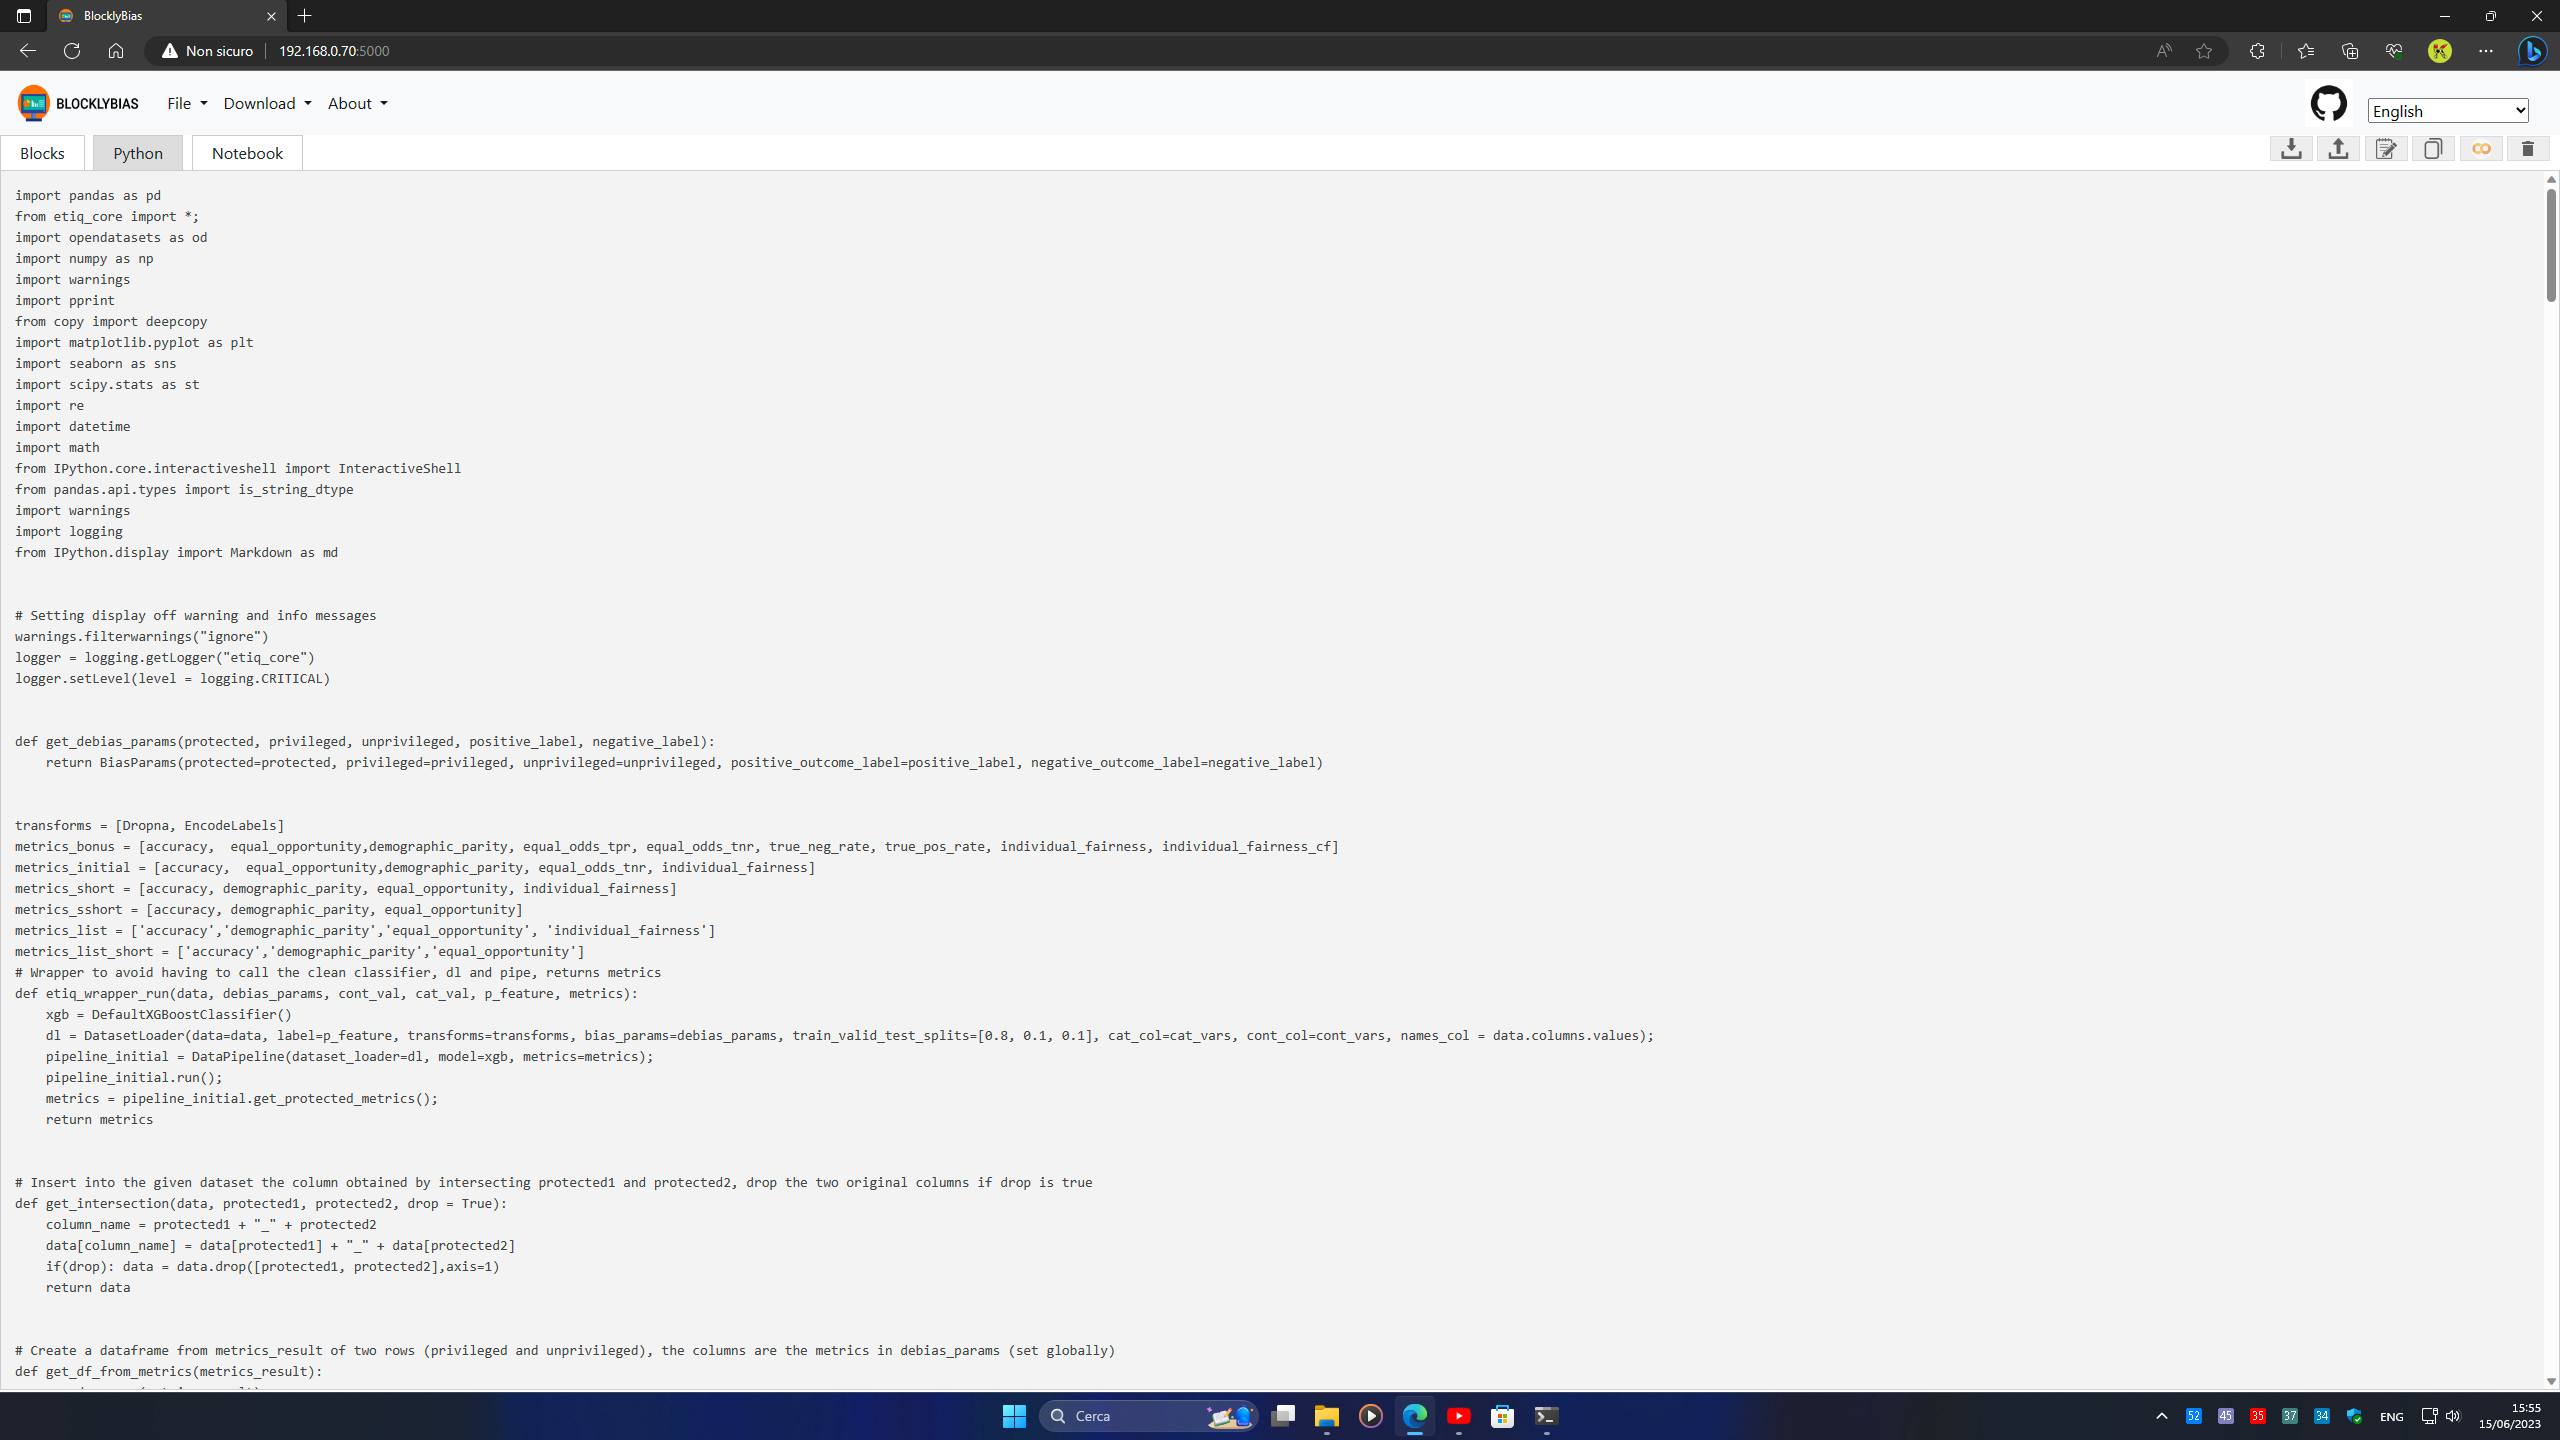 BlocklyBias
Non sicuro 192.168.0.70:5000
BLOCKLYBIAS File Download About English
Blocks Python Notebook
import pandas as pd
from etiq_core import *;
import opendatasets as od
import numpy as np
import warnings
import pprint
from copy import deepcopy
import matplotlib.pyplot as plt
import seaborn as sns
import scipy.stats as st
import re
import datetime
import math
from IPython.core.interactiveshell import InteractiveShell
from pandas.api.types import is_string_dtype
import warnings
import logging
from IPython.display import Markdown as md
# Setting display off warning and info messages
warnings.filterwarnings("ignore")
logger = logging.getLogger("etiq_core")
logger.setLevel(level = logging.CRITICAL)
def get_debias_params(protected, privileged, unprivileged, positive_label, negative_label):
    return BiasParams(protected=protected, privileged=privileged, unprivileged=unprivileged, positive_outcome_label=positive_label, negative_outcome_label=negative_label)
transforms = [Dropna, EncodeLabels]
metrics_bonus = [accuracy,  equal_opportunity,demographic_parity, equal_odds_tpr, equal_odds_tnr, true_neg_rate, true_pos_rate, individual_fairness, individual_fairness_cf]
metrics_initial = [accuracy,  equal_opportunity,demographic_parity, equal_odds_tnr, individual_fairness]
metrics_short = [accuracy, demographic_parity, equal_opportunity, individual_fairness]
metrics_sshort = [accuracy, demographic_parity, equal_opportunity]
metrics_list = ['accuracy','demographic_parity','equal_opportunity', 'individual_fairness']
metrics_list_short = ['accuracy','demographic_parity','equal_opportunity']
# Wrapper to avoid having to call the clean classifier, dl and pipe, returns metrics
def etiq_wrapper_run(data, debias_params, cont_val, cat_val, p_feature, metrics):
    xgb = DefaultXGBoostClassifier()
    dl = DatasetLoader(data=data, label=p_feature, transforms=transforms, bias_params=debias_params, train_valid_test_splits=[0.8, 0.1, 0.1], cat_col=cat_vars, cont_col=cont_vars, names_col = data.columns.values);
    pipeline_initial = DataPipeline(dataset_loader=dl, model=xgb, metrics=metrics);
    pipeline_initial.run();
    metrics = pipeline_initial.get_protected_metrics();
    return metrics
# Insert into the given dataset the column obtained by intersecting protected1 and protected2, drop the two original columns if drop is true
def get_intersection(data, protected1, protected2, drop = True):
    column_name = protected1 + "_" + protected2
    data[column_name] = data[protected1] + "_" + data[protected2]
    if(drop): data = data.drop([protected1, protected2],axis=1)
    return data
# Create a dataframe from metrics_result of two rows (privileged and unprivileged), the columns are the metrics in debias_params (set globally)
def get_df_from_metrics(metrics_result):
Cerca 52 45 35 37 34 ENG 15:55
15/06/2023